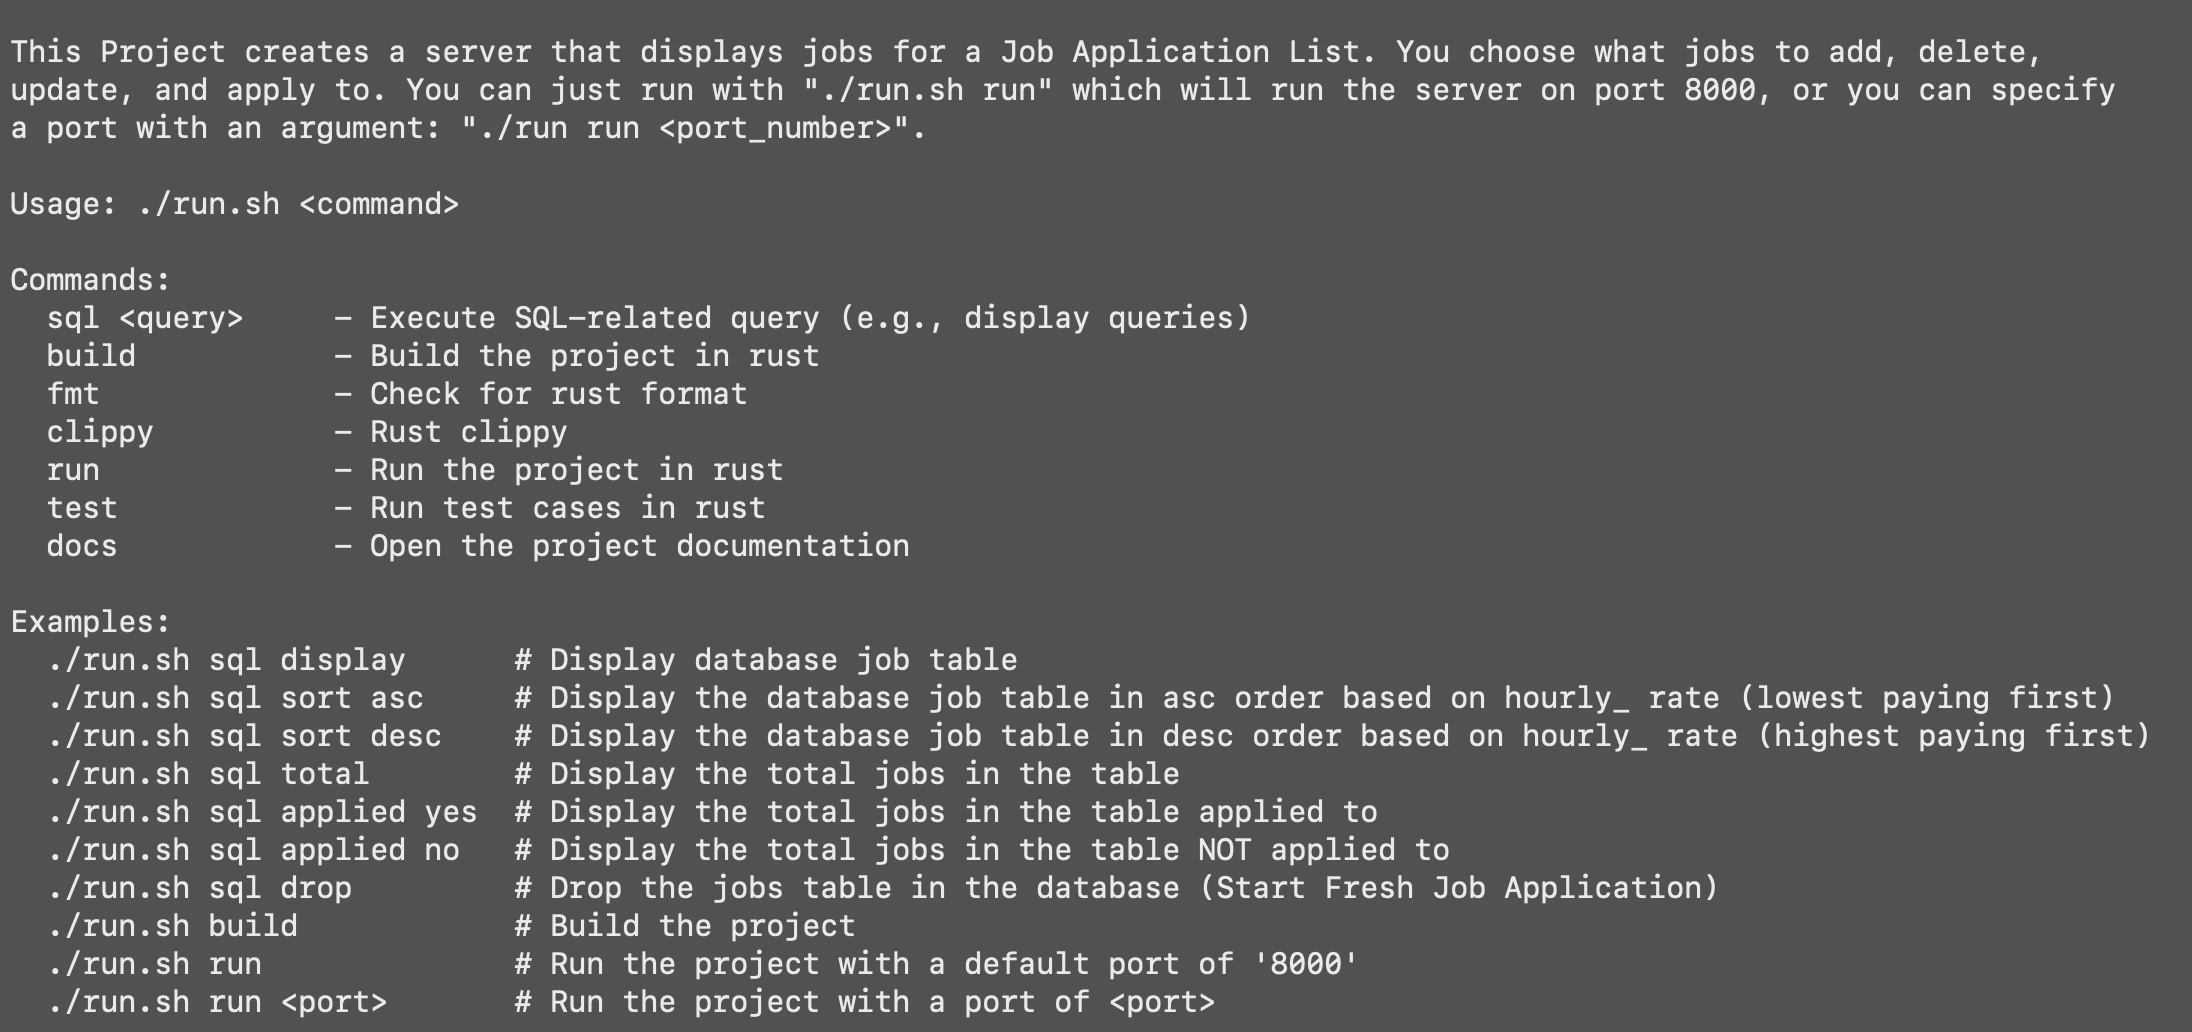 This Project creates a server that displays jobs for a Job Application List. You choose what jobs to add, delete,
update, and apply to. You can just run with "./run.sh run" which will run the server on port 8000, or you can specify
a port with an argument: "./run run <port_number>".

Usage: ./run.sh <command>

Commands:
  sql <query>     – Execute SQL–related query (e.g., display queries)
  build           – Build the project in rust
  fmt             – Check for rust format
  clippy          – Rust clippy
  run             – Run the project in rust
  test            – Run test cases in rust
  docs            – Open the project documentation

Examples:
  ./run.sh sql display      # Display database job table
  ./run.sh sql sort asc     # Display the database job table in asc order based on hourly_ rate (lowest paying first)
  ./run.sh sql sort desc    # Display the database job table in desc order based on hourly_ rate (highest paying first)
  ./run.sh sql total        # Display the total jobs in the table
  ./run.sh sql applied yes  # Display the total jobs in the table applied to
  ./run.sh sql applied no   # Display the total jobs in the table NOT applied to
  ./run.sh sql drop         # Drop the jobs table in the database (Start Fresh Job Application)
  ./run.sh build            # Build the project
  ./run.sh run              # Run the project with a default port of '8000'
  ./run.sh run <port>       # Run the project with a port of <port>